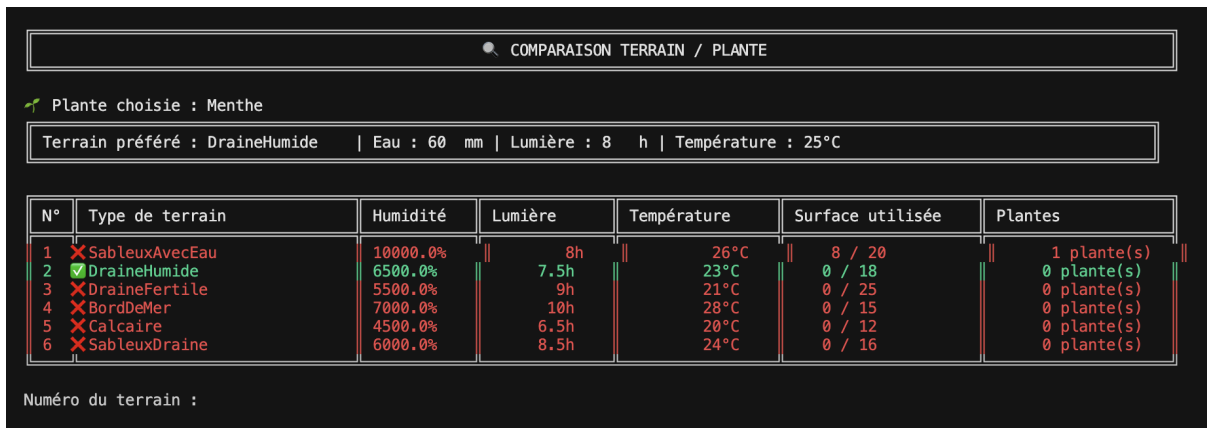 COMPARAISON TERRAIN / PLANTE
Plante choisie : Menthe
Terrain préféré : DraineHumide | Eau : 60 mm | Lumière : 8 h | Température : 25°C
N° Type de terrain Humidité Lumière Température Surface utilisée Plantes
1 SableuxAvecEau 10000.0% 8h 26°C 8 / 20 1 plante(s)
2 DraineHumide 6500.0% 7.5h 23°C 0 / 18 0 plante(s)
3 DraineFertile 5500.0% 9h 21°C 0 / 25 0 plante(s)
4 BordDeMer 7000.0% 10h 28°C 0 / 15 0 plante(s)
5 Calcaire 4500.0% 6.5h 20°C 0 / 12 0 plante(s)
6 SableuxDraine 6000.0% 8.5h 24°C 0 / 16 0 plante(s)
Numéro du terrain :